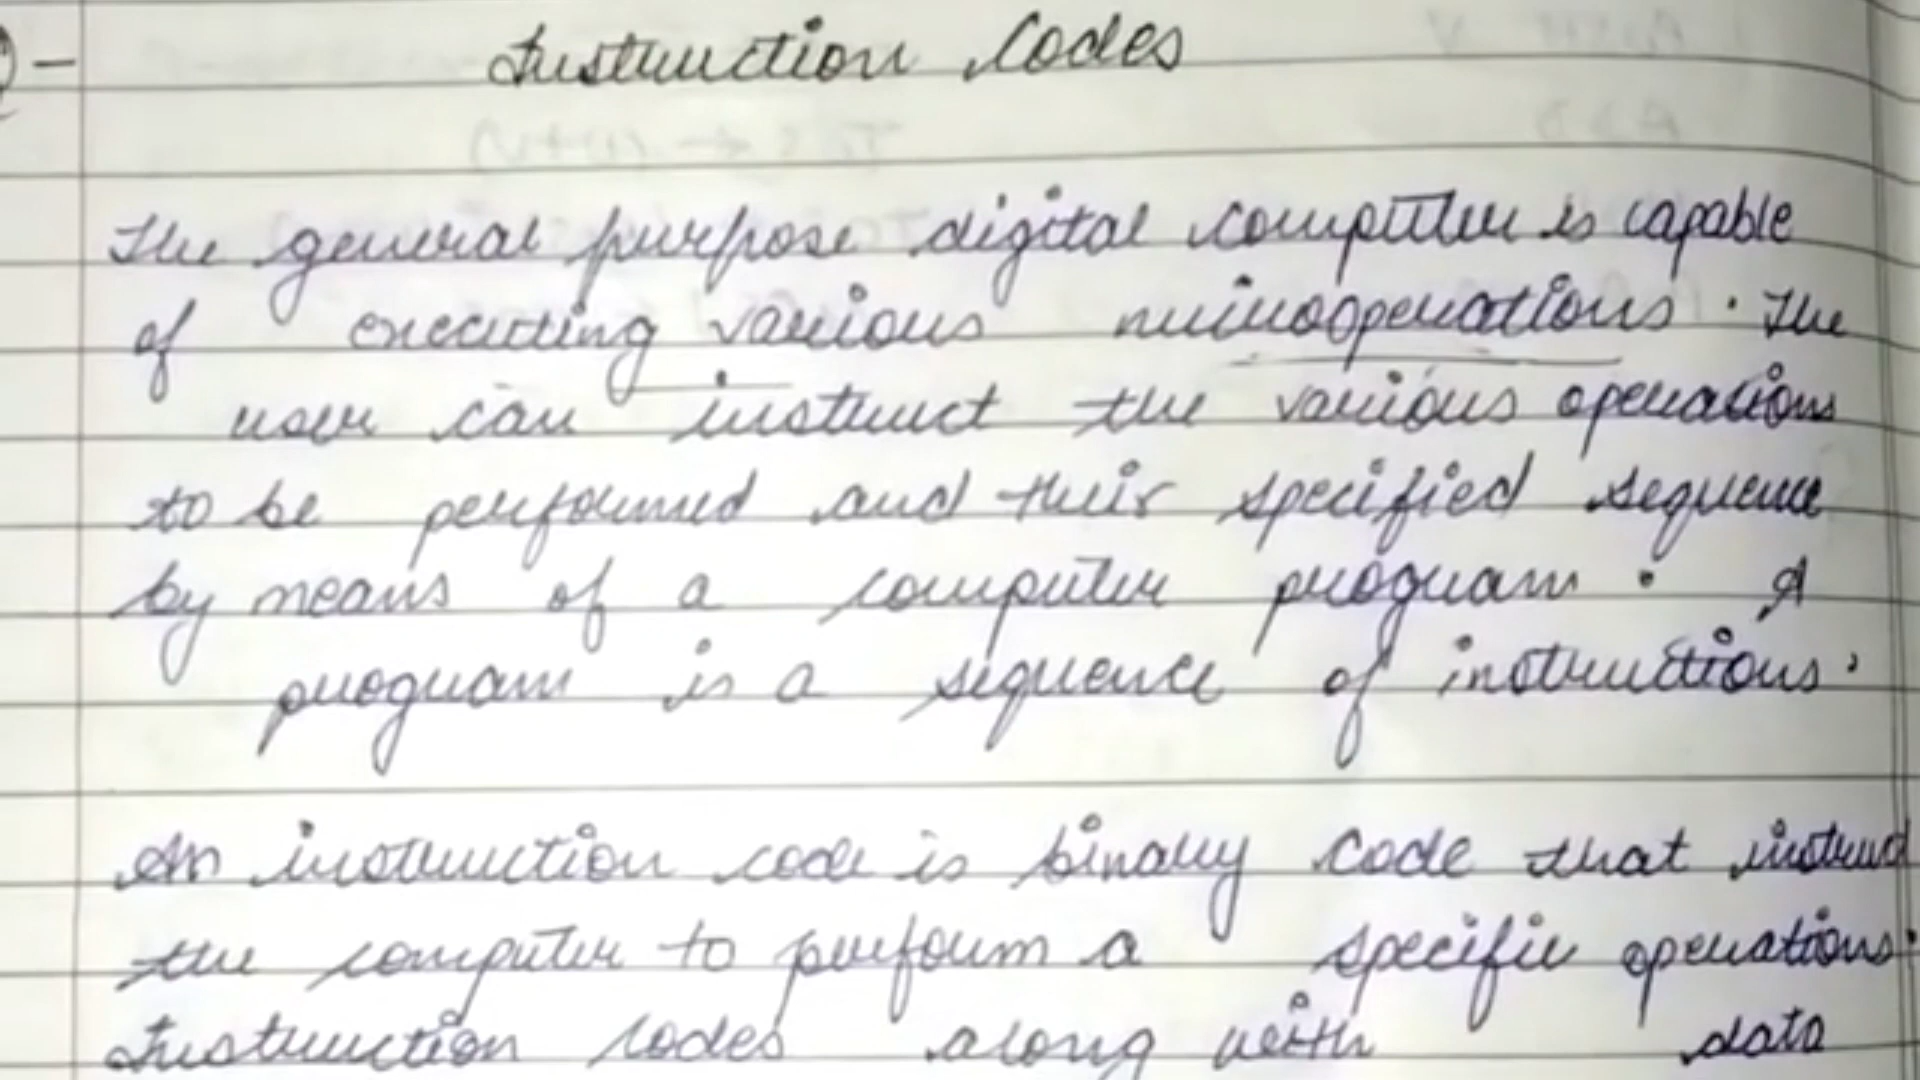 Instruction Codes
The general purpose digital computer is capable
of executing various microoperations. The
user can instruct the various operations
to be performed and their specified sequence
by means of a computer program. A
program is a sequence of instructions.
An instruction code is binary code that instruct
the computer to perform a specific operations.
Instruction codes along with data